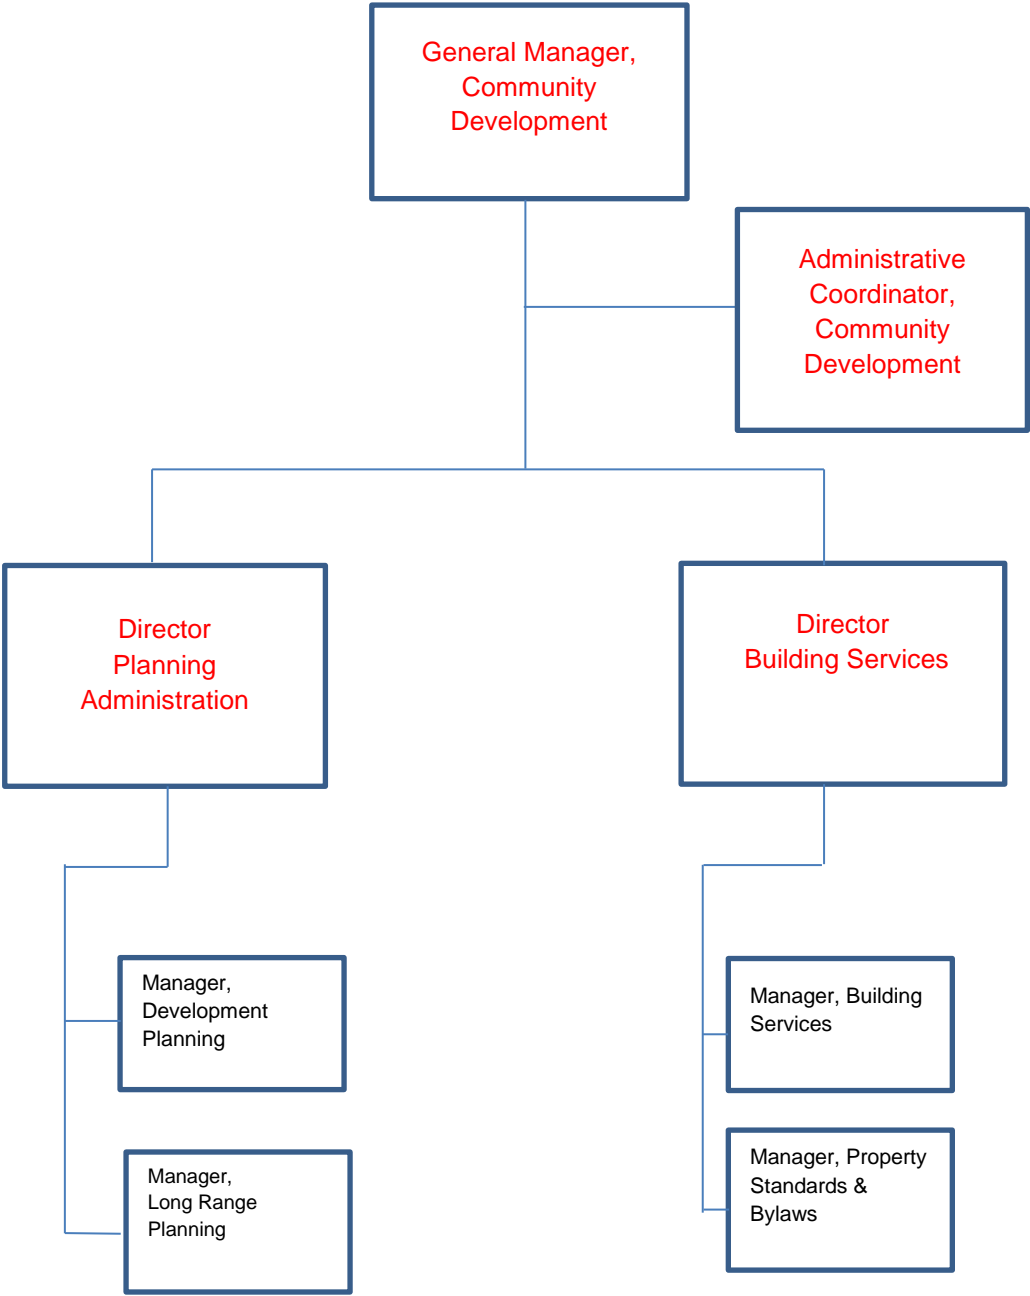 General Manager,
Community
Development
Administrative
Coordinator,
Community
Development
Director
Planning
Administration
Director
Building Services
Manager,
Development
Planning
Manager,
Long Range
Planning
Manager, Building
Services
Manager, Property
Standards &
Bylaws